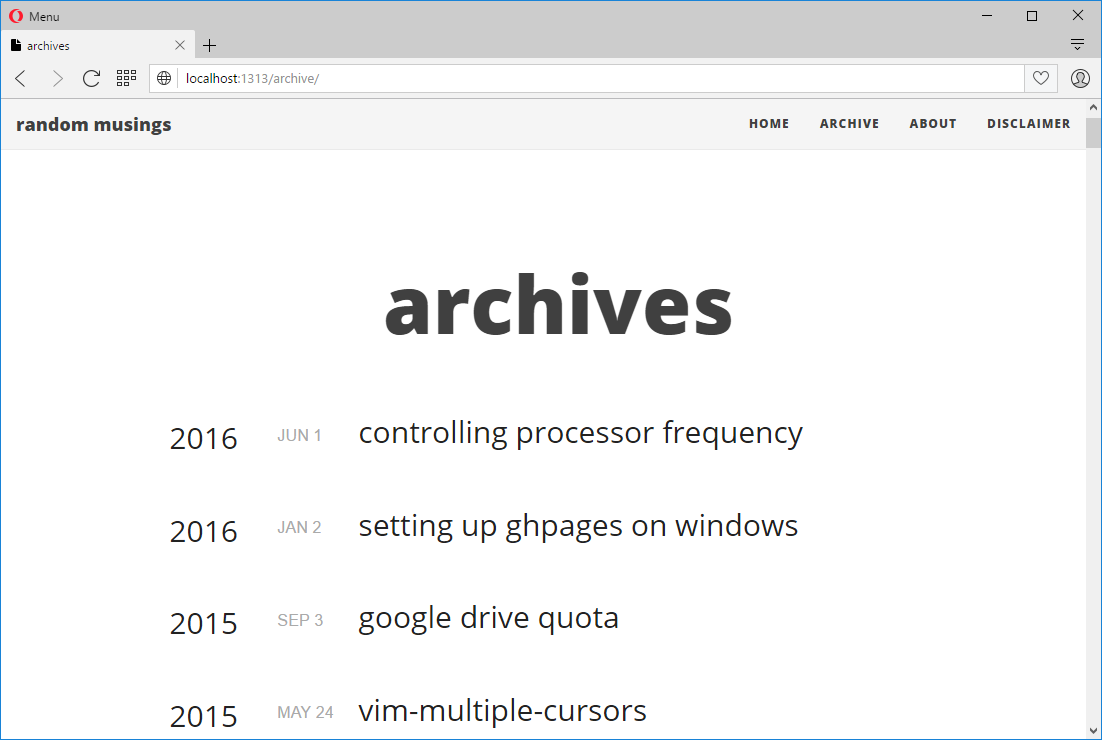 Menu
archives
localhost:1313/archive/
random musings
HOME ARCHIVE ABOUT DISCLAIMER
archives
2016 JUN 1 controlling processor frequency
2016 JAN 2 setting up ghpages on windows
2015 SEP 3 google drive quota
2015 MAY 24 vim-multiple-cursors